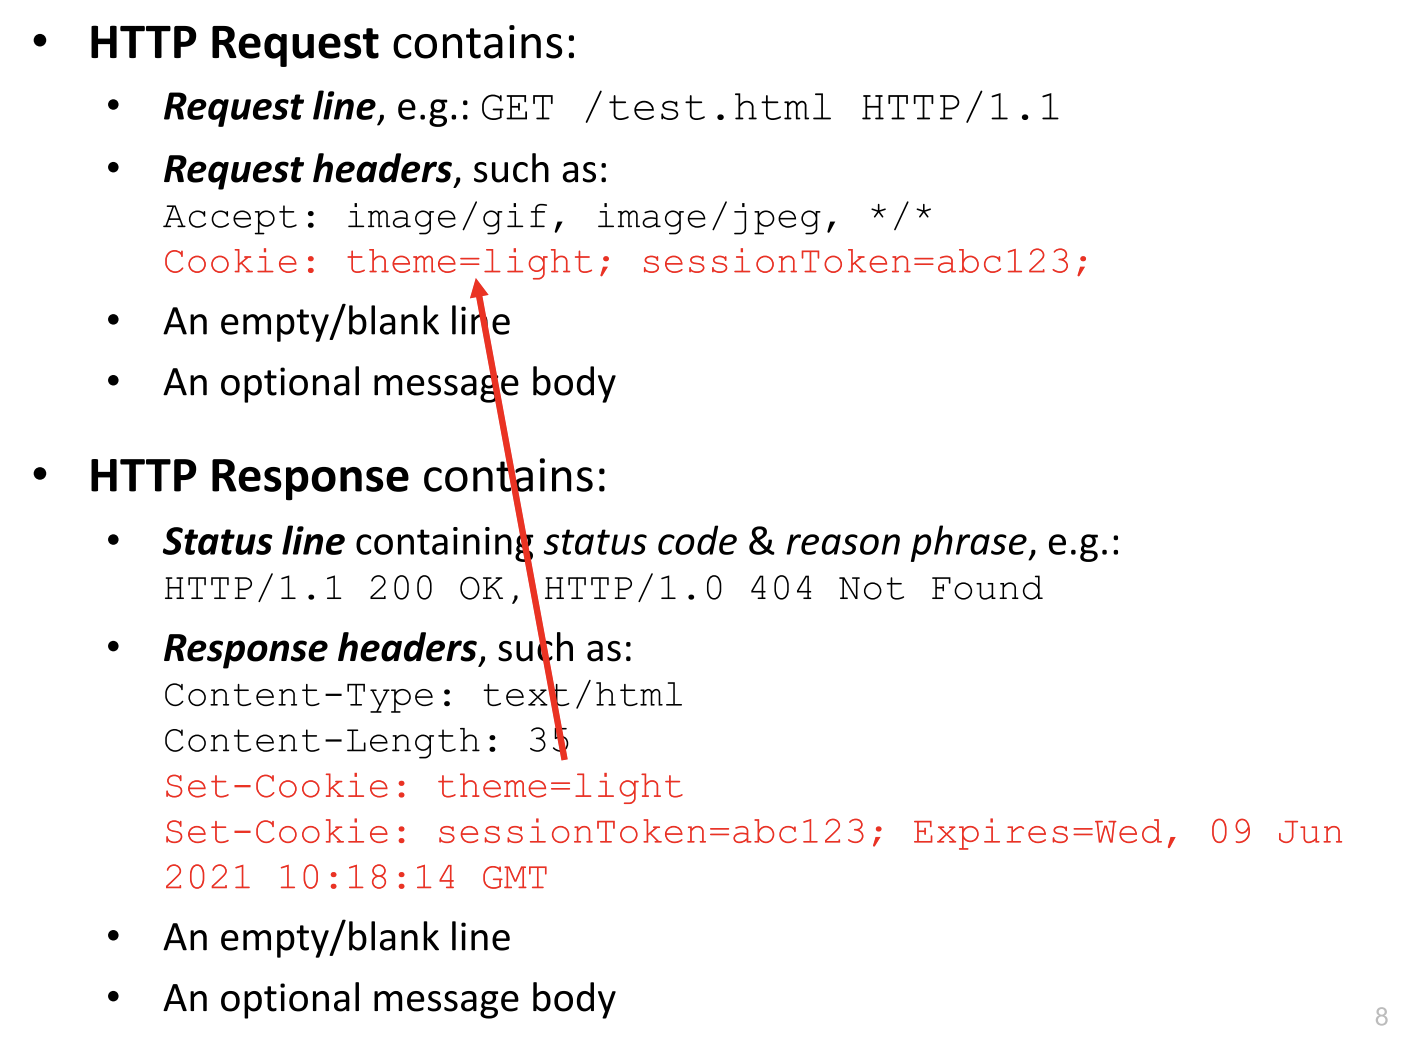 • HTTP Request contains:
• Request line, e.g.: GET /test.html HTTP/1.1
• Request headers, such as:
Accept: image/gif, image/jpeg, */*
Cookie: theme=light; sessionToken=abc123;
• An empty/blank line
• An optional message body
• HTTP Response contains:
• Status line containing status code & reason phrase, e.g.:
HTTP/1.1 200 OK, HTTP/1.0 404 Not Found
• Response headers, such as:
Content-Type: text/html
Content-Length: 35
Set-Cookie: theme=light
Set-Cookie: sessionToken=abc123; Expires=Wed, 09 Jun
2021 10:18:14 GMT
• An empty/blank line
• An optional message body
8